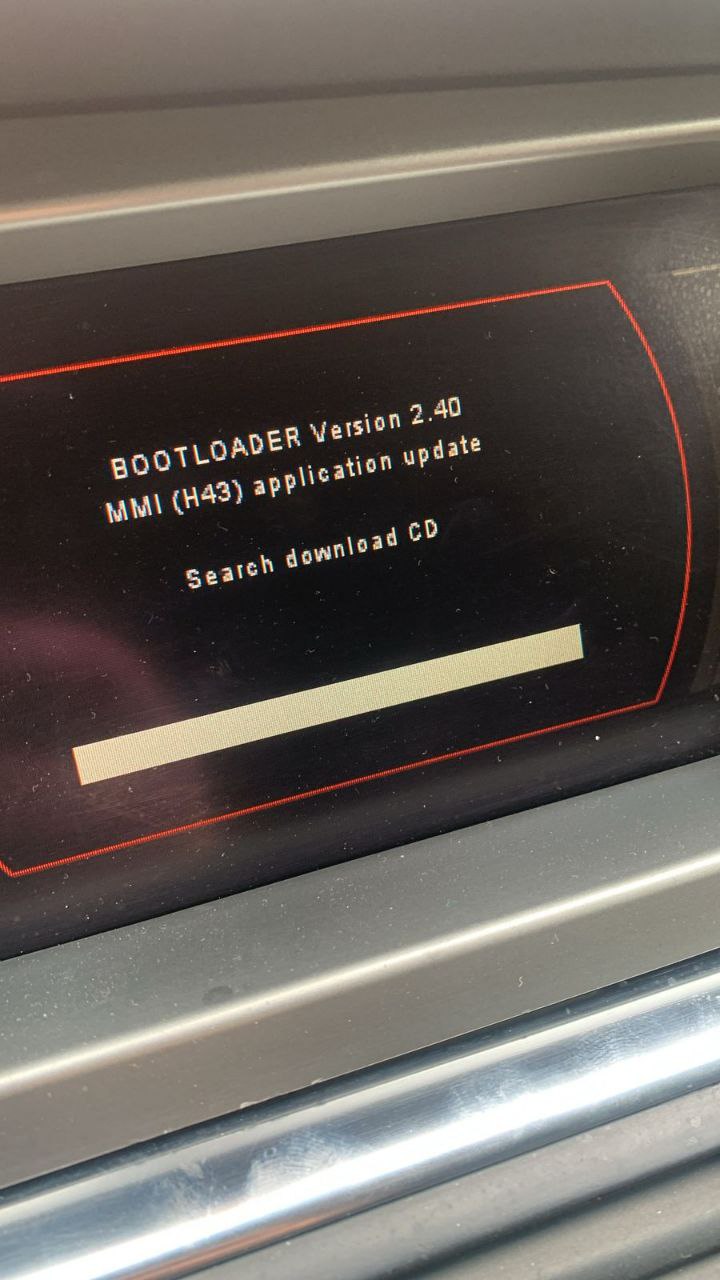 BOOTLOADER Version 2.40
MMI (H43) application update
Search download CD